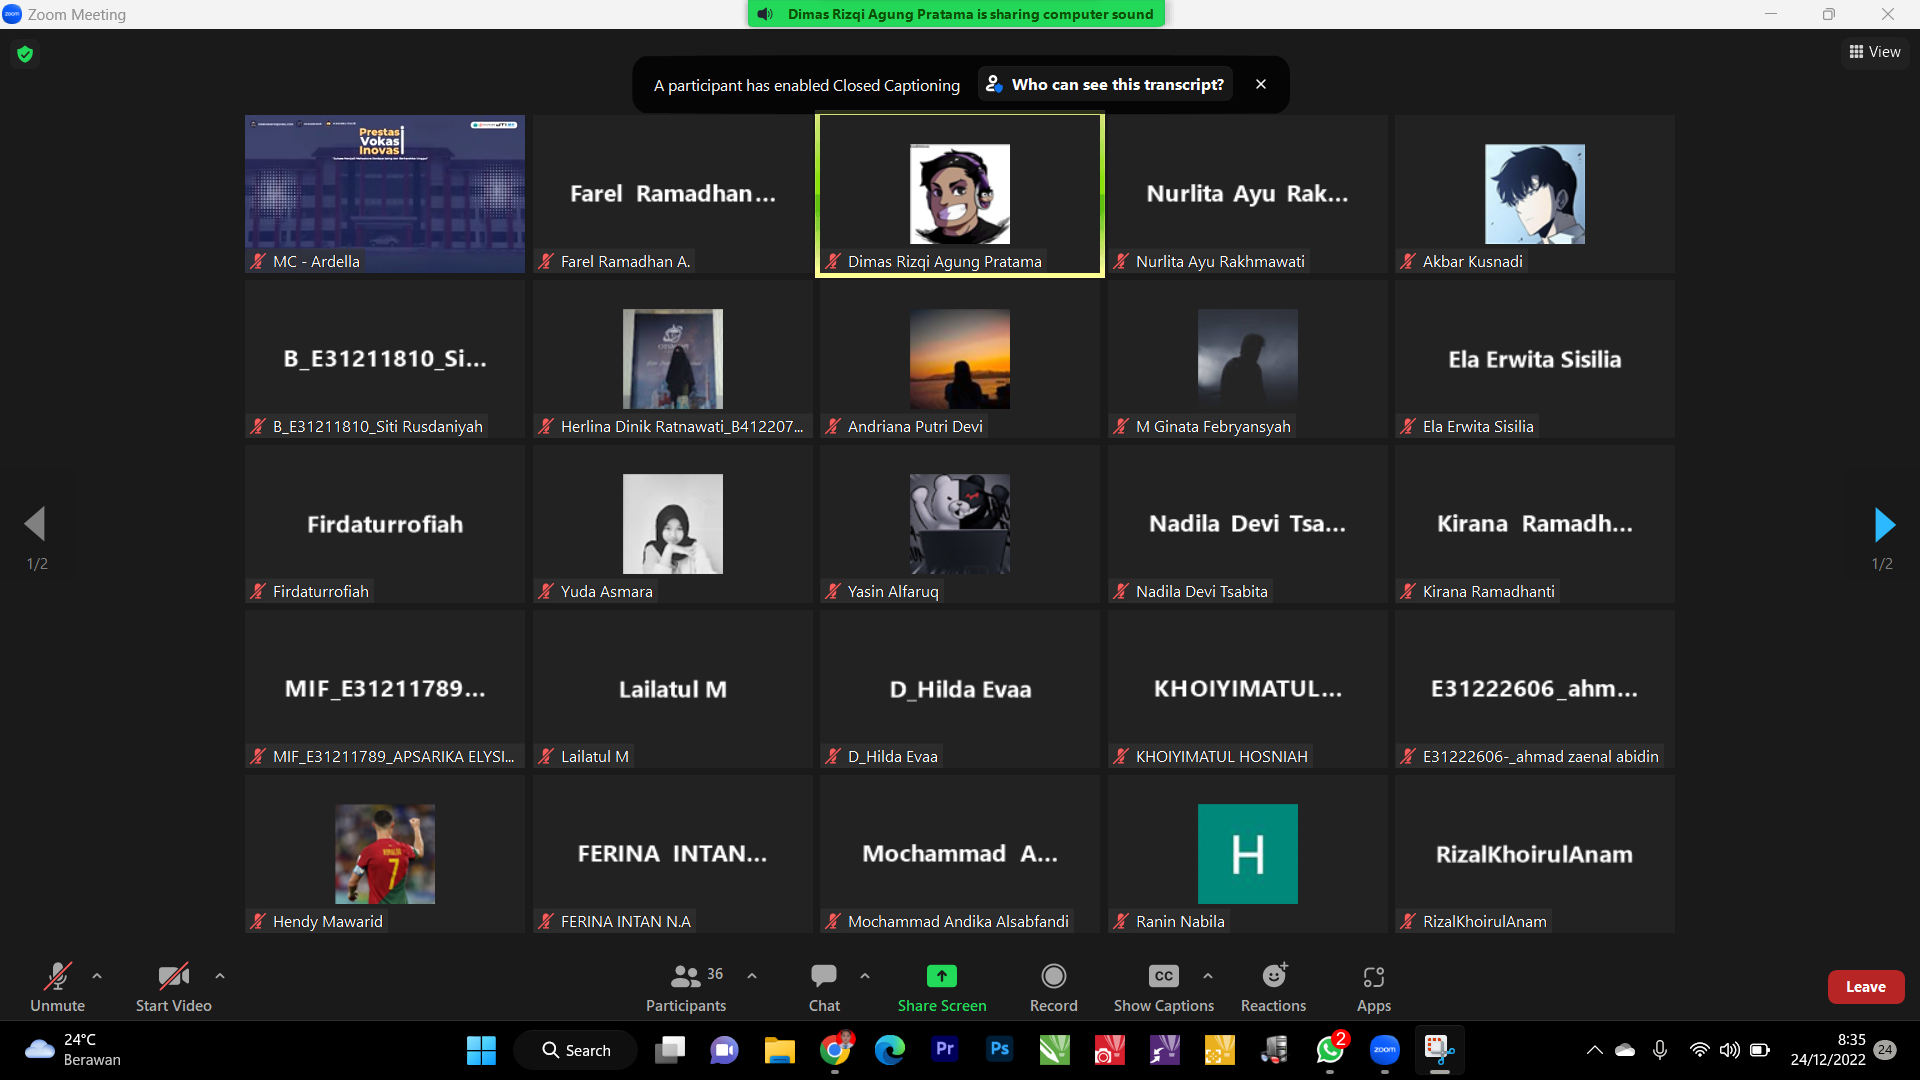 Zoom Meeting
Dimas Rizqi Agung Pratama is sharing computer sound
View
A participant has enabled Closed Captioning
Who can see this transcript?
Prestasi
Vokasi
Inovasi
MC - Ardella
Farel Ramadhan...
Farel Ramadhan A.
Dimas Rizqi Agung Pratama
Nurlita Ayu Rak...
Nurlita Ayu Rakhmawati
Akbar Kusnadi
B_E31211810_Si...
B_E31211810_Siti Rusdaniyah
Herlina Dinik Ratnawati_B412207...
Andriana Putri Devi
M Ginata Febryansyah
Ela Erwita Sisilia
Ela Erwita Sisilia
Firdaturrofiah
Firdaturrofiah
Yuda Asmara
Yasin Alfaruq
Nadila Devi Tsa...
Nadila Devi Tsabita
Kirana Ramadh...
Kirana Ramadhanti
1/2
1/2
MIF_E31211789...
MIF_E31211789_APSARIKA ELYSI...
Lailatul M
Lailatul M
D_Hilda Evaa
D_Hilda Evaa
KHOIYIMATUL...
KHOIYIMATUL HOSNIAH
E31222606_ahm...
E31222606-_ahmad zaenal abidin
RONALDO
7
Hendy Mawarid
FERINA INTAN...
FERINA INTAN N.A
Mochammad A...
Mochammad Andika Alsabfandi
H
Ranin Nabila
RizalKhoirulAnam
RizalKhoirulAnam
Unmute
Start Video
36
Participants
Chat
Share Screen
Record
CC
Show Captions
Reactions
Apps
Leave
24°C
Berawan
Search
Pr
Ps
2
zoom
8:35
24/12/2022
24